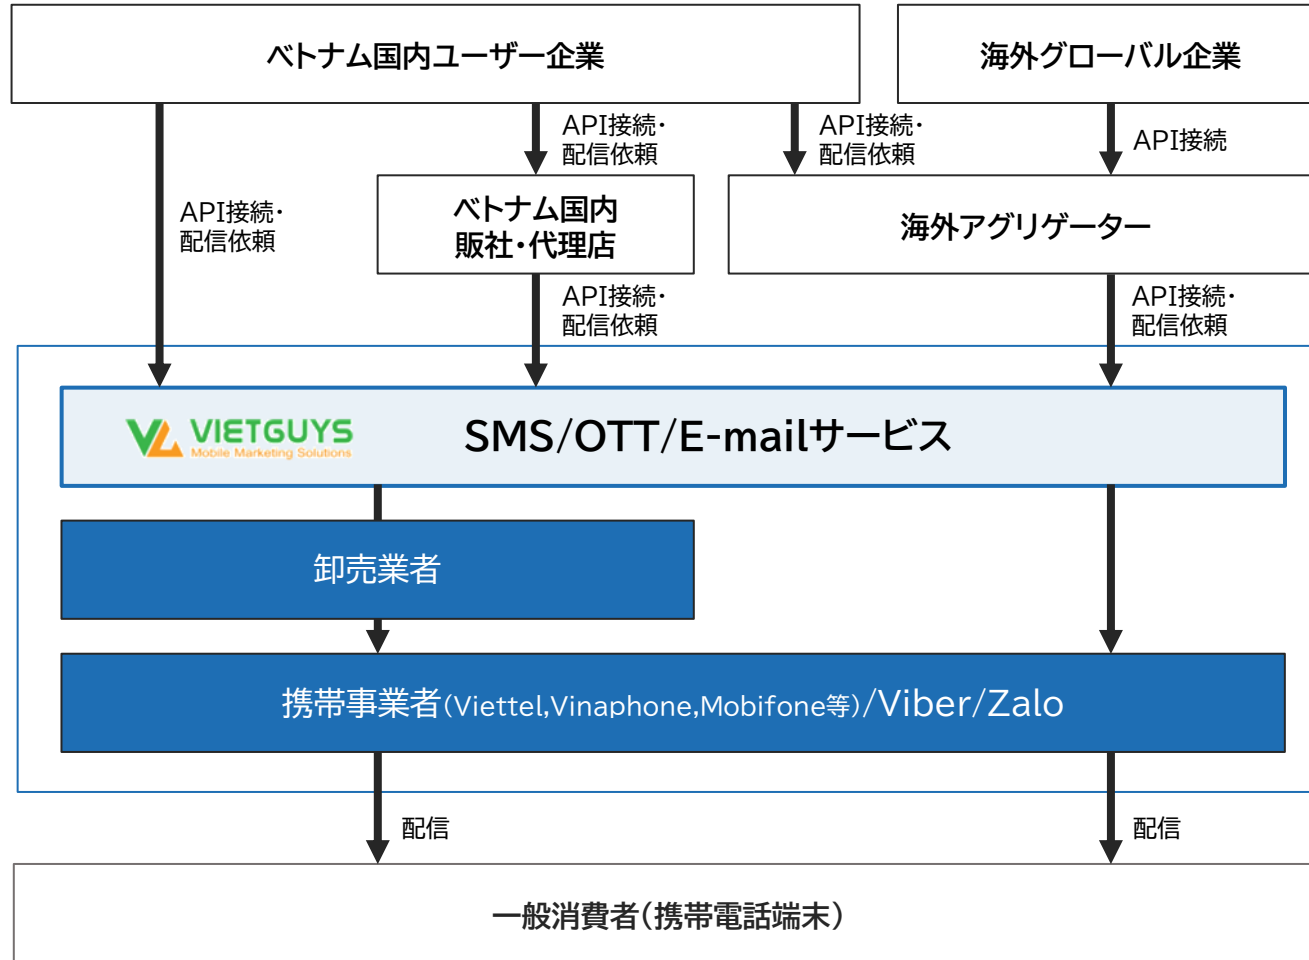 ベトナム国内ユーザー企業
海外グローバル企業
API接続・
配信依頼
API接続・
配信依頼
API接続
API接続・
配信依頼
ベトナム国内
販社・代理店
海外アグリゲーター
API接続・
配信依頼
API接続・
配信依頼
VIETGUYS
Mobile Marketing Solutions
SMS/OTT/E-mailサービス
卸売業者
携帯事業者(Viettel,Vinaphone,Mobifone等)/Viber/Zalo
配信
配信
一般消費者(携帯電話端末)